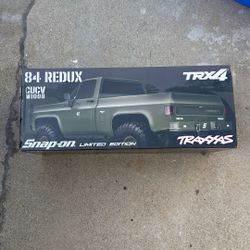 84 REDUX
TRX4
CUCV
M1008
Snap-on LIMITED EDITION
TRAXXAS